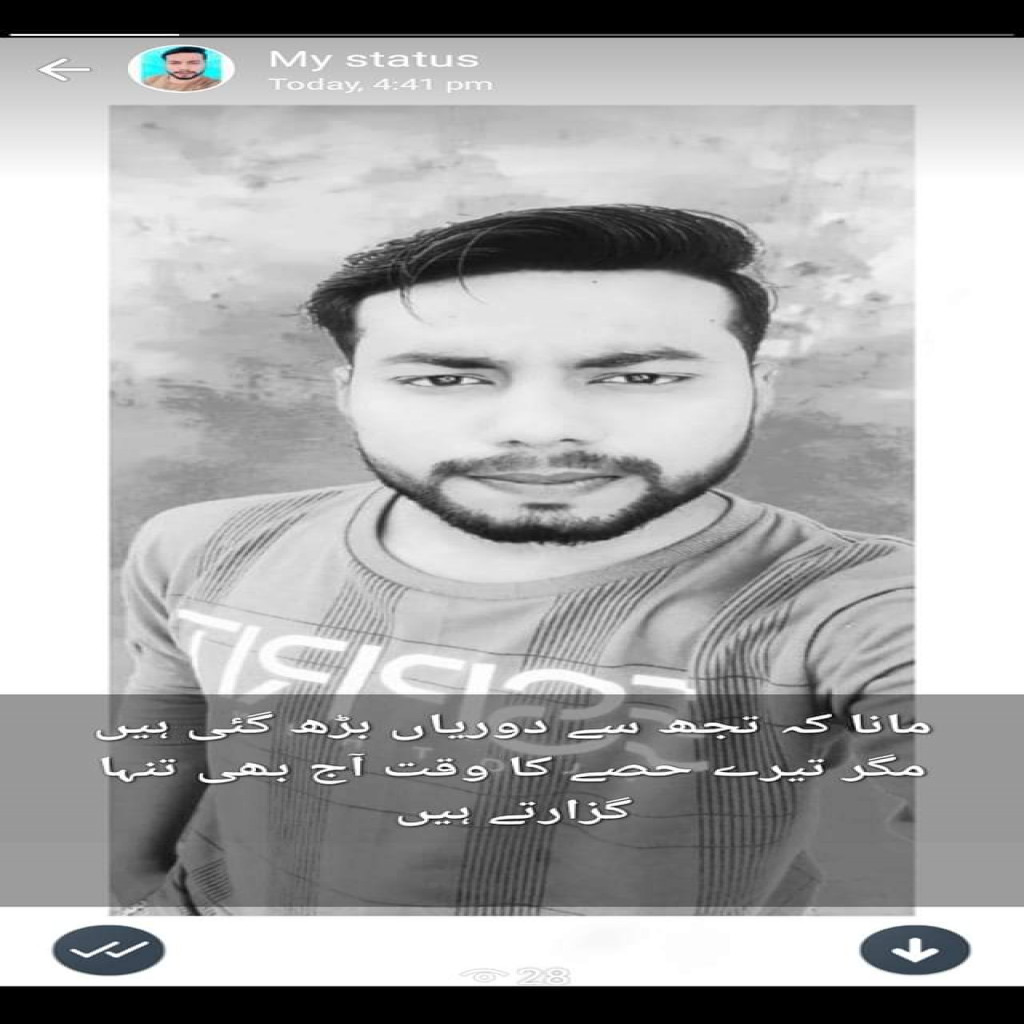 My status
Today, 4:41 pm
مانا کہ تجھ سے دوریاں بڑھ گئی ہیں
مگر تیرے حصے کا وقت آج بھی تنہا
گزارتے ہیں
28